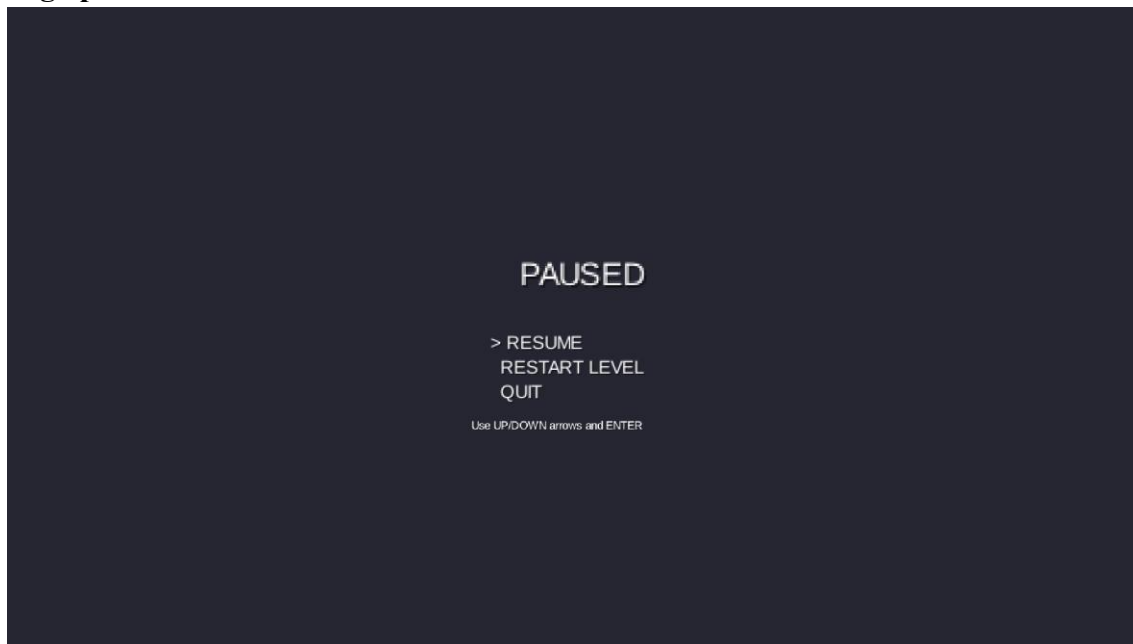 PAUSED
> RESUME
RESTART LEVEL
QUIT
Use UP/DOWN arrows and ENTER